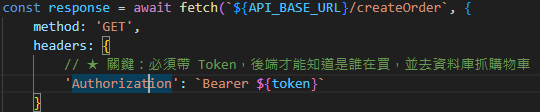 const response = await fetch(`${API_BASE_URL}/createOrder`, {
method: 'GET',
headers: {
// ★ 關鍵：必須帶 Token，後端才能知道是誰在買，並去資料庫抓購物車
'Authorization': `Bearer ${token}`
}